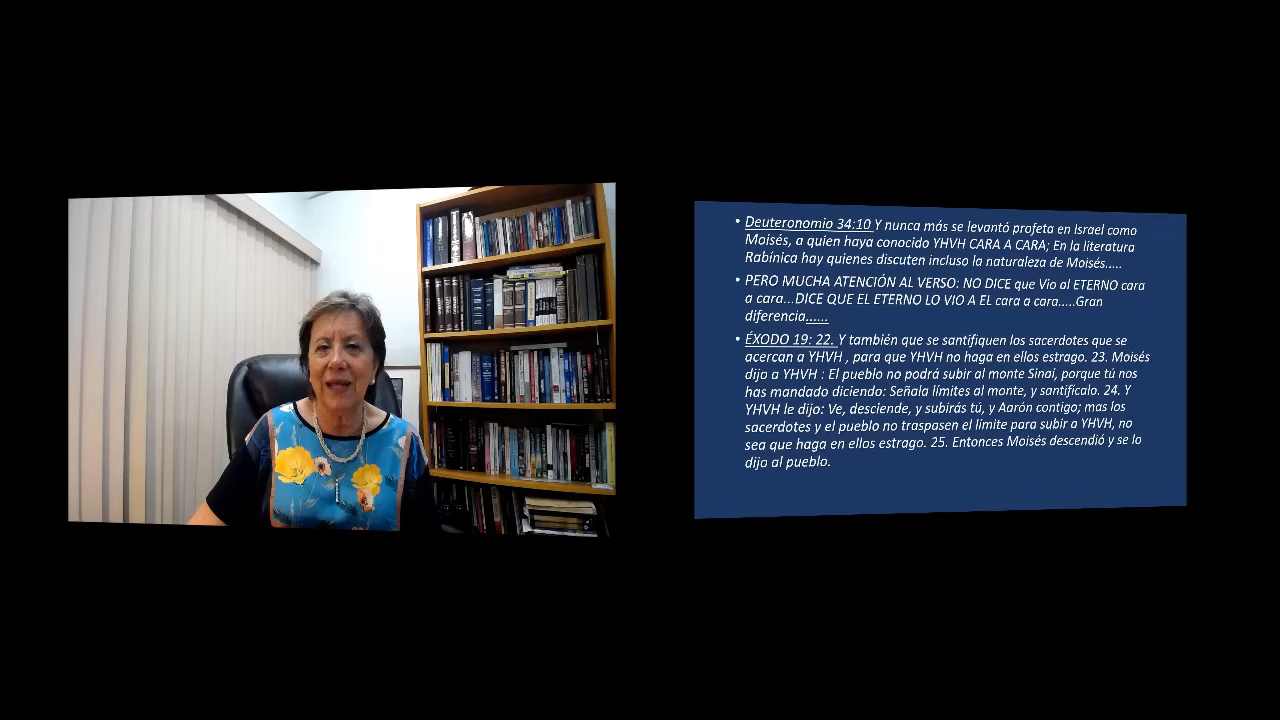 • Deuteronomio 34:10 Y nunca más se levantó profeta en Israel como
Moisés, a quien haya conocido YHVH CARA A CARA; En la literatura
Rabínica hay quienes discuten incluso la naturaleza de Moisés.....
• PERO MUCHA ATENCIÓN AL VERSO: NO DICE que Vio al ETERNO cara
a cara...DICE QUE EL ETERNO LO VIO A EL cara a cara.....Gran
diferencia......
• ÉXODO 19: 22. Y también que se santifiquen los sacerdotes que se
acercan a YHVH , para que YHVH no haga en ellos estrago. 23. Moisés
dijo a YHVH : El pueblo no podrá subir al monte Sinaí, porque tú nos
has mandado diciendo: Señala límites al monte, y santifícalo. 24. Y
YHVH le dijo: Ve, desciende, y subirás tú, y Aarón contigo; mas los
sacerdotes y el pueblo no traspasen el límite para subir a YHVH, no
sea que haga en ellos estrago. 25. Entonces Moisés descendió y se lo
dijo al pueblo.